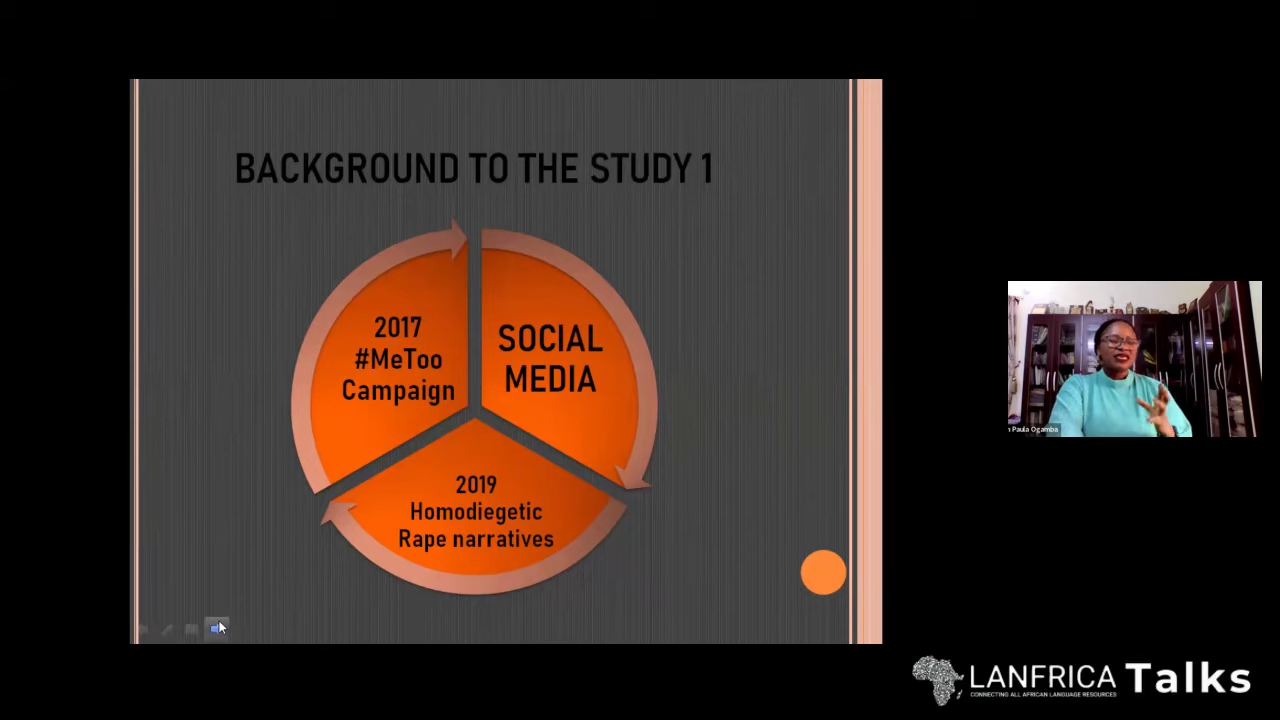 BACKGROUND TO THE STUDY 1
2017
#MeToo
Campaign
SOCIAL
MEDIA
2019
Homodiegetic
Rape narratives
Paula Ogamba
LANFRICA Talks
CONNECTING ALL AFRICAN LANGUAGE RESOURCES